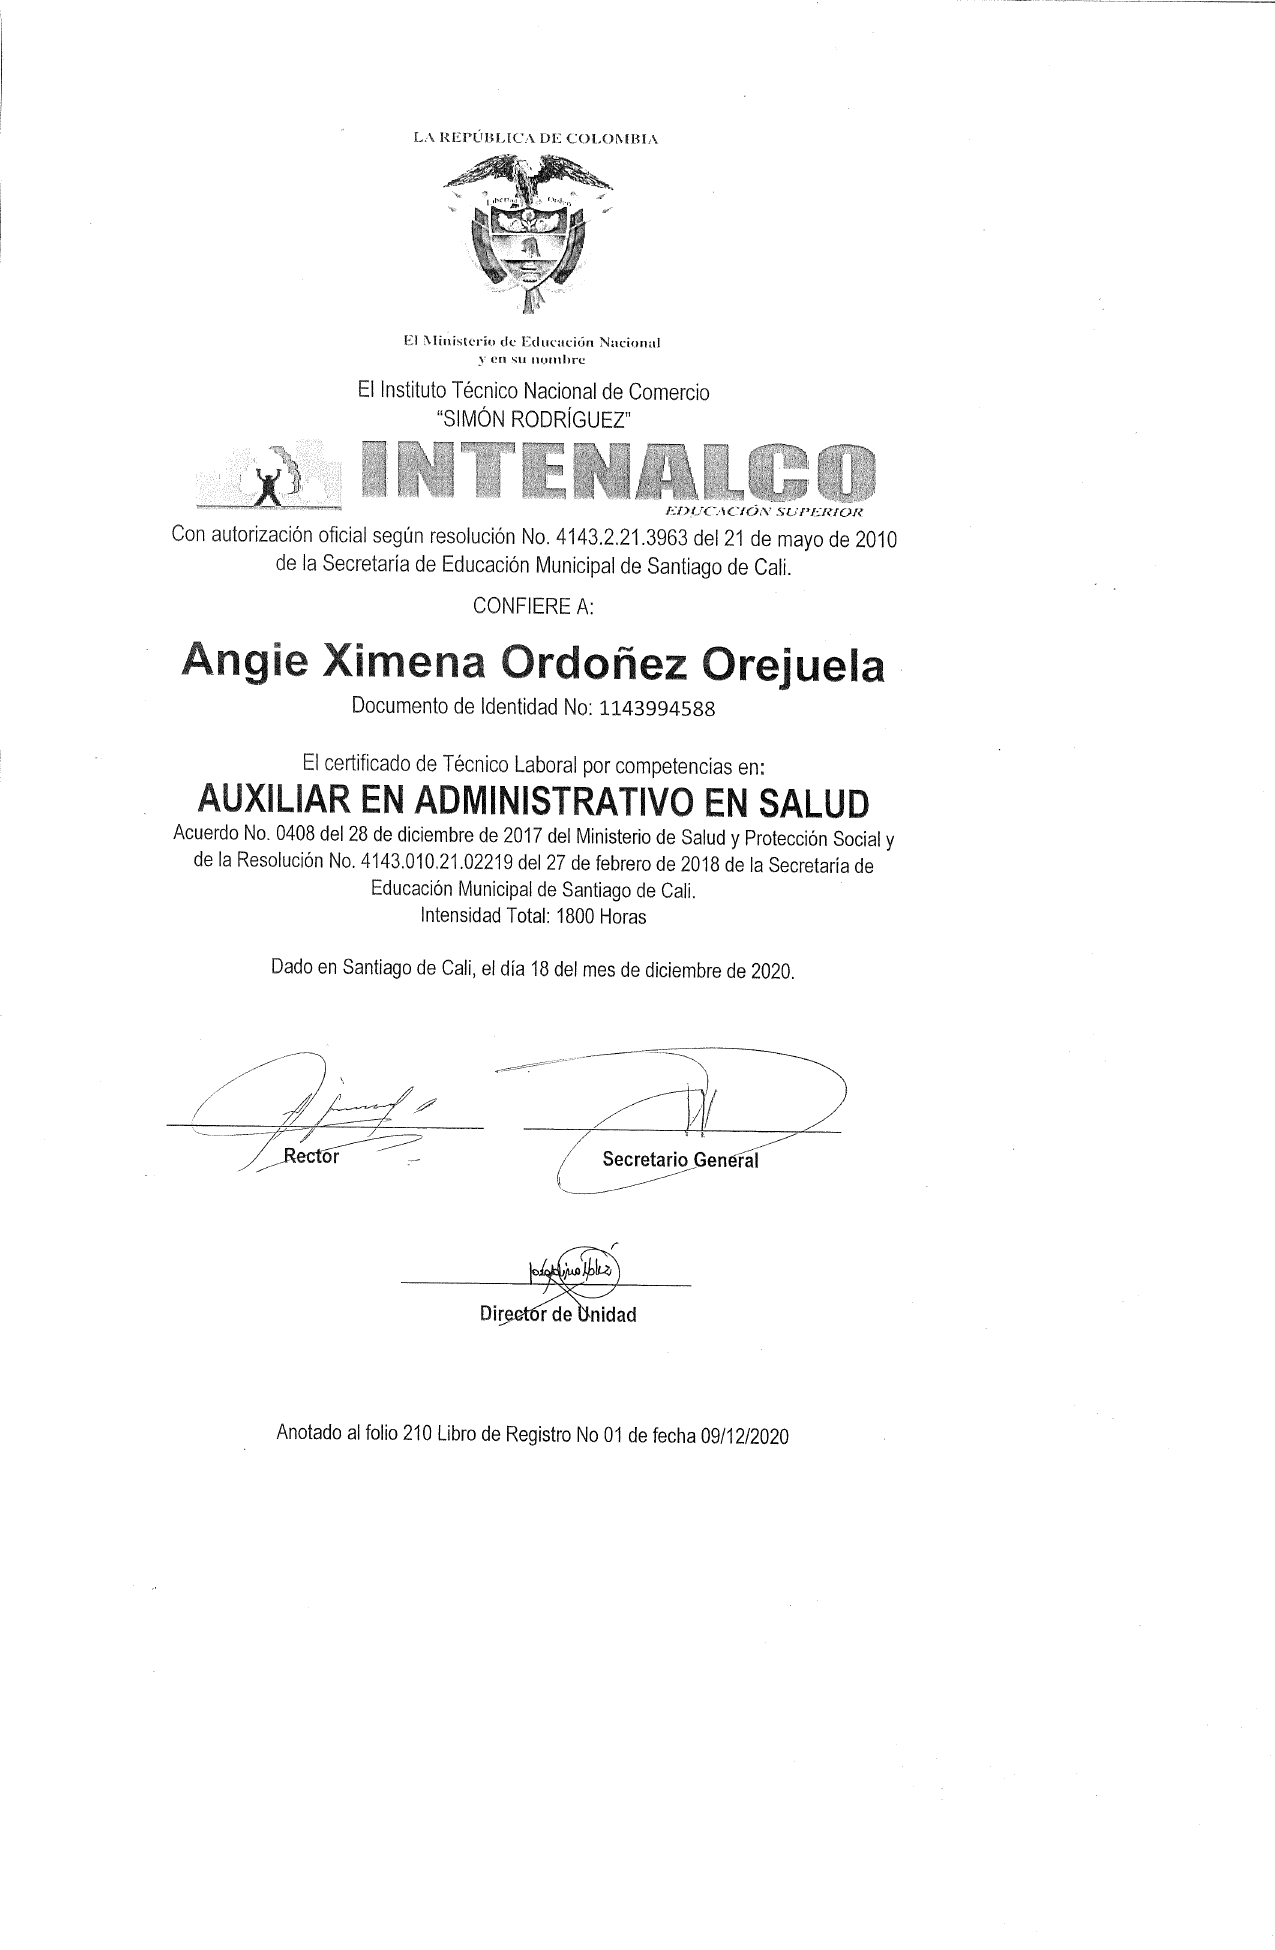 LA REPÚBLICA DE COLOMBIA
Libertad y Orden
El Ministerio de Educación Nacional
y en su nombre
El Instituto Técnico Nacional de Comercio
“SIMÓN RODRÍGUEZ”
INTENALCO
EDUCACIÓN SUPERIOR
Con autorización oficial según resolución No. 4143.2.21.3963 del 21 de mayo de 2010
de la Secretaría de Educación Municipal de Santiago de Cali.
CONFIERE A:
Angie Ximena Ordoñez Orejuela
Documento de Identidad No: 1143994588
El certificado de Técnico Laboral por competencias en:
AUXILIAR EN ADMINISTRATIVO EN SALUD
Acuerdo No. 0408 del 28 de diciembre de 2017 del Ministerio de Salud y Protección Social y
de la Resolución No. 4143.010.21.02219 del 27 de febrero de 2018 de la Secretaría de
Educación Municipal de Santiago de Cali.
Intensidad Total: 1800 Horas
Dado en Santiago de Cali, el día 18 del mes de diciembre de 2020.
Rector
Secretario General
Director de Unidad
Anotado al folio 210 Libro de Registro No 01 de fecha 09/12/2020